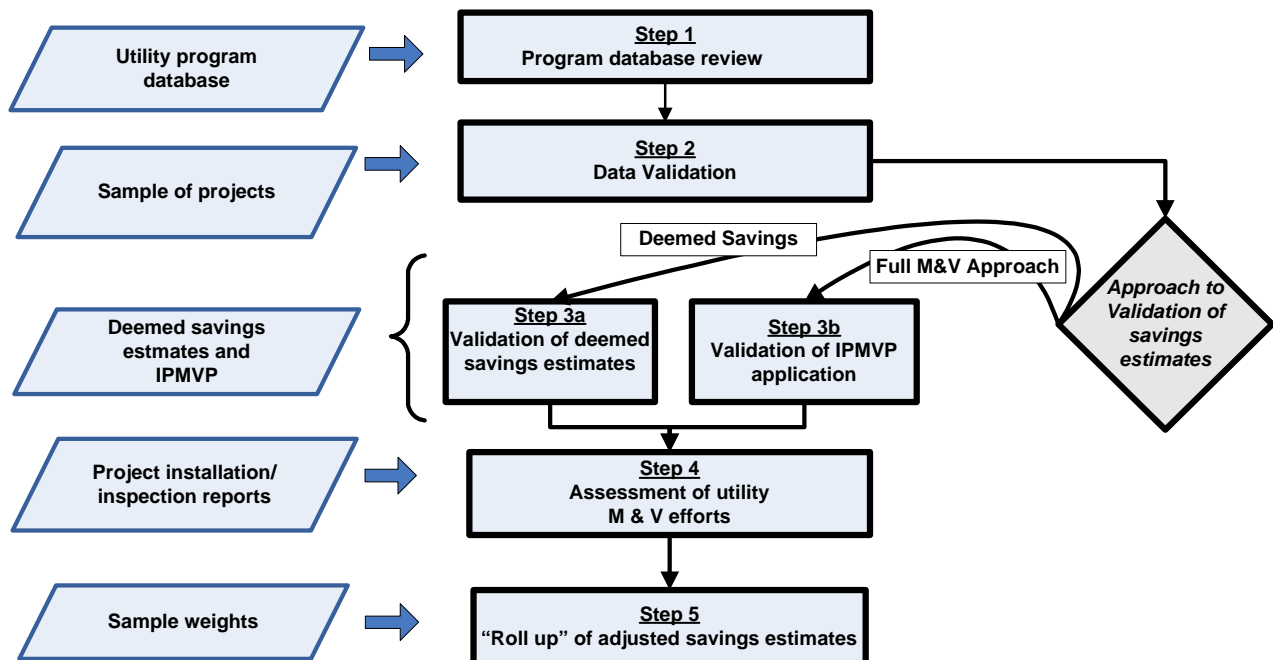 Utility program
database
Step 1
Program database review
Sample of projects
Step 2
Data Validation
Deemed Savings
Full M&V Approach
Approach to
Validation of
savings
estimates
Deemed savings
estmates and
IPMVP
Step 3a
Validation of deemed
savings estimates
Step 3b
Validation of IPMVP
application
Project installation/
inspection reports
Step 4
Assessment of utility
M & V efforts
Sample weights
Step 5
“Roll up” of adjusted savings estimates